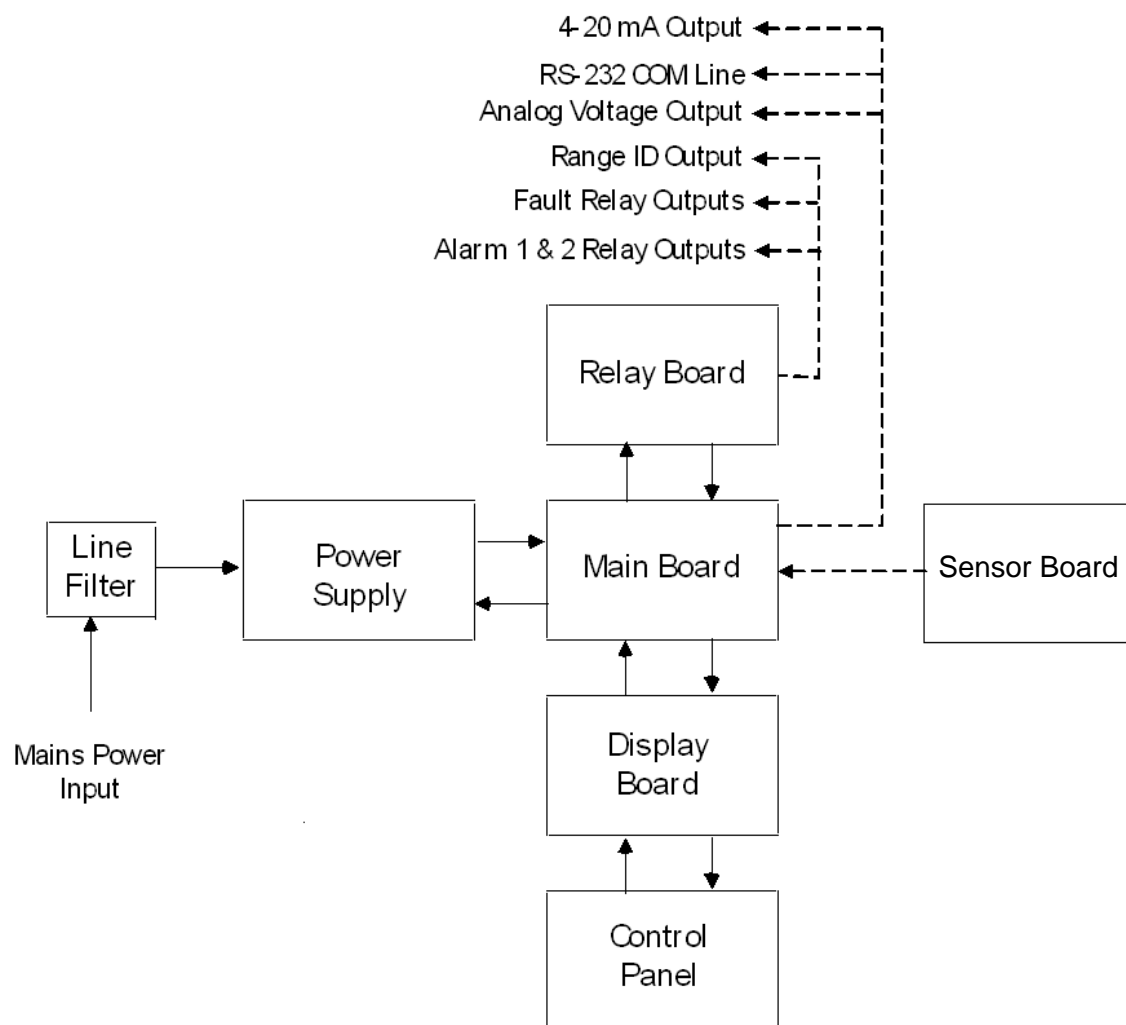 4-20 mA Output
RS-232 COM Line
Analog Voltage Output
Range ID Output
Fault Relay Outputs
Alarm 1 & 2 Relay Outputs
Relay Board
Line
Filter
Power
Supply
Main Board
Sensor Board
Mains Power
Input
Display
Board
Control
Panel